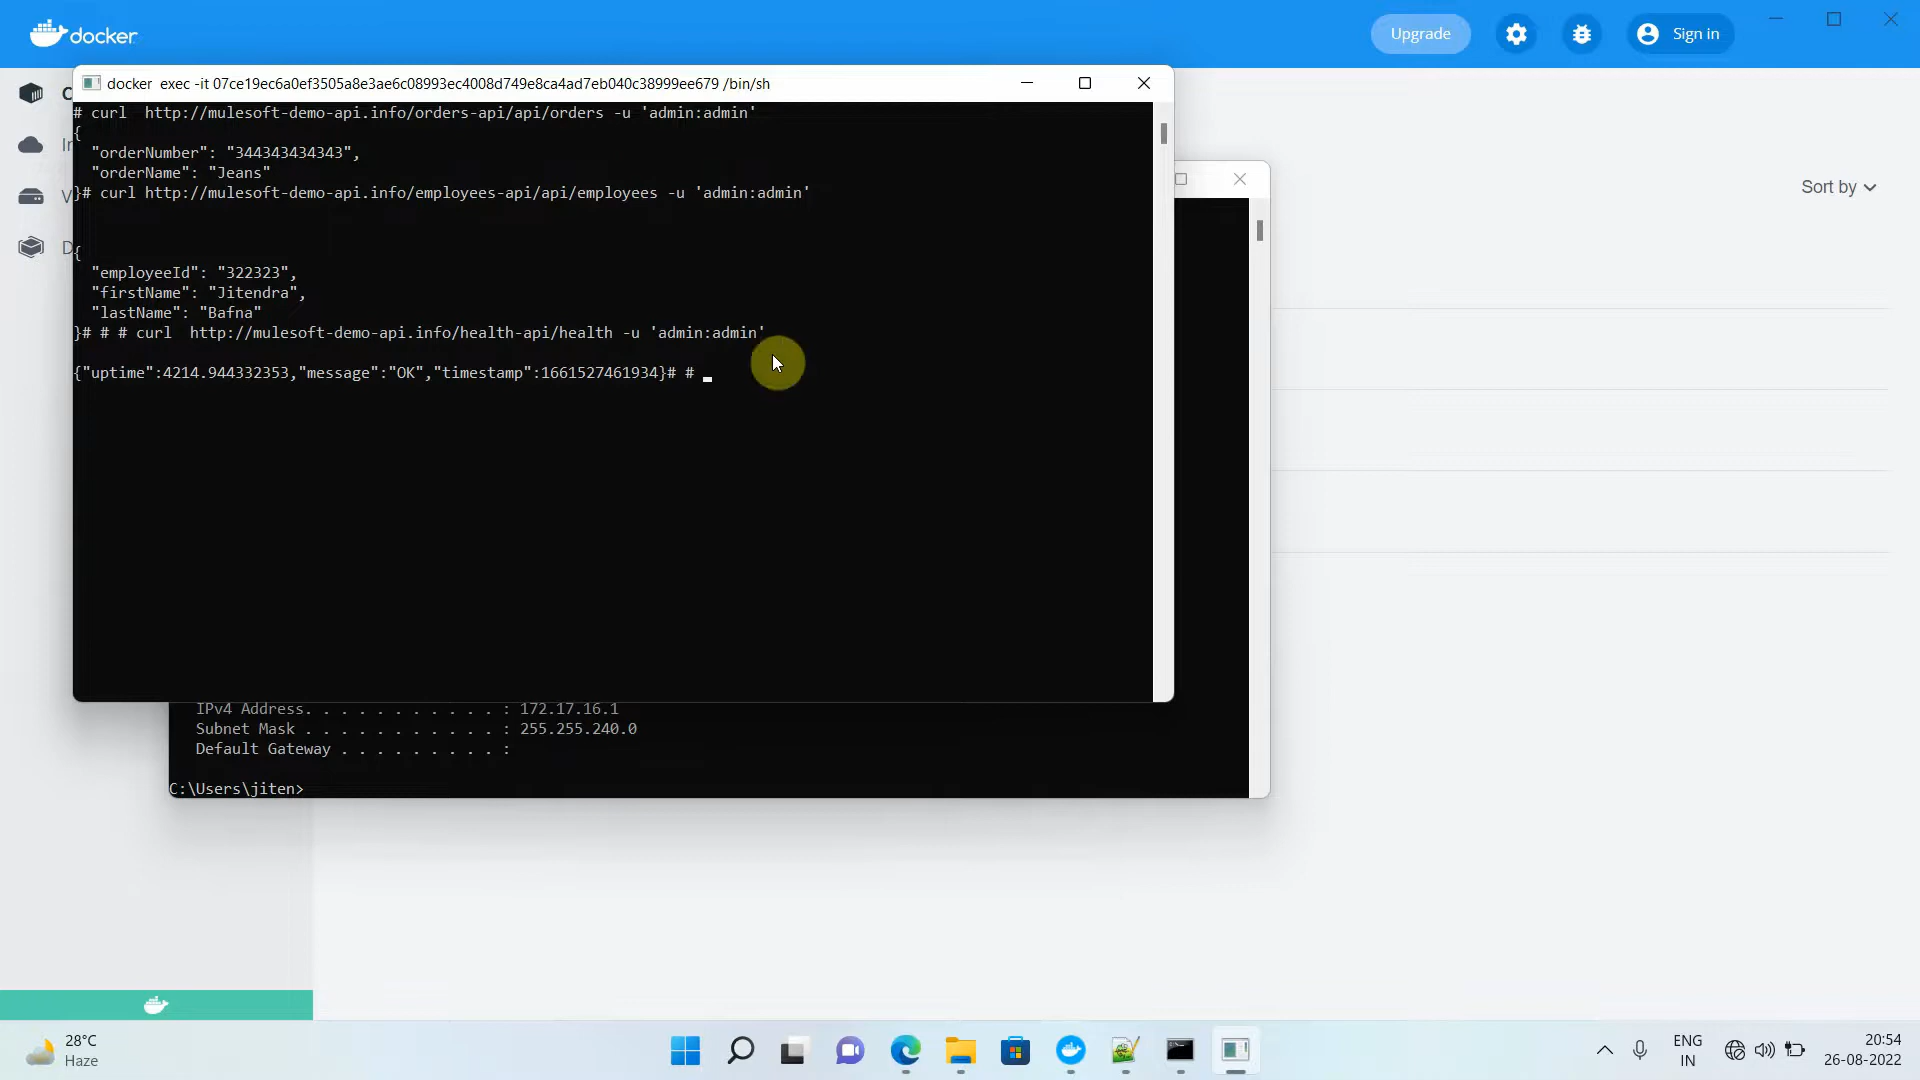 docker
Upgrade
Sign in
docker  exec -it 07ce19ec6a0ef3505a8e3ae6c08993ec4008d749e8ca4ad7eb040c38999ee679 /bin/sh
# curl  http://mulesoft-demo-api.info/orders-api/api/orders -u 'admin:admin'
{
  "orderNumber": "344343434343",
  "orderName": "Jeans"
}# curl http://mulesoft-demo-api.info/employees-api/api/employees -u 'admin:admin'
{
  "employeeId": "322323",
  "firstName": "Jitendra",
  "lastName": "Bafna"
}# # # curl  http://mulesoft-demo-api.info/health-api/health -u 'admin:admin'
{"uptime":4214.944332353,"message":"OK","timestamp":1661527461934}# #
Sort by
IPv4 Address. . . . . . . . . . . : 172.17.16.1
Subnet Mask . . . . . . . . . . . : 255.255.240.0
Default Gateway . . . . . . . . . :
C:\Users\jiten>
28°C
Haze
ENG
IN
20:54
26-08-2022